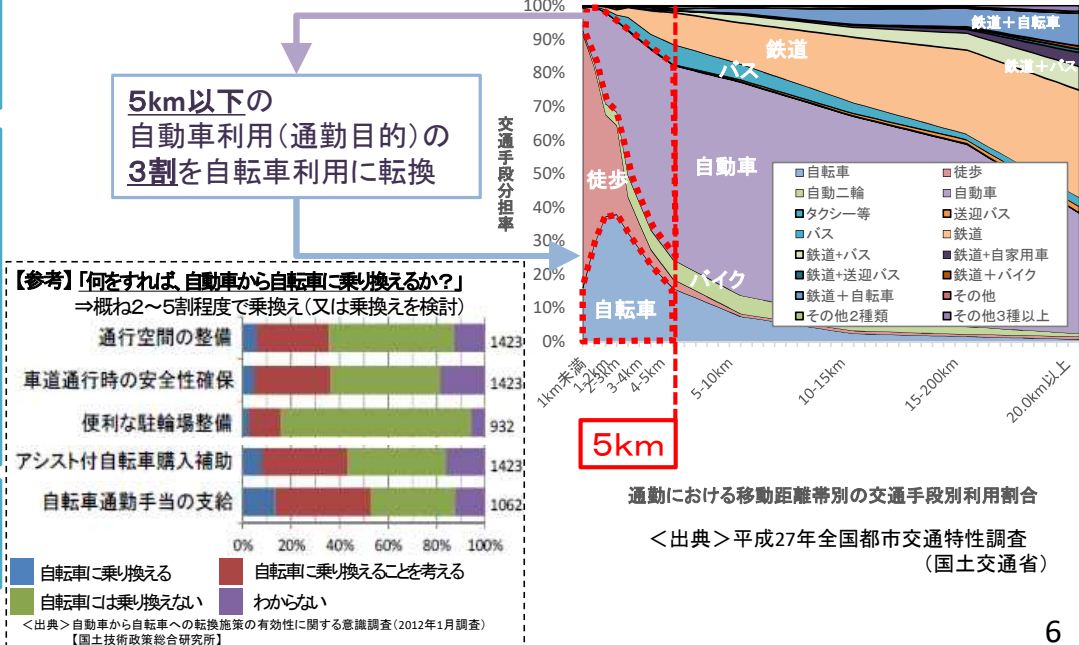 5km以下の
自動車利用(通勤目的)の
3割を自転車利用に転換
【参考】「何をすれば、自動車から自転車に乗り換えるか?」
⇒概ね2~5割程度で乗換え(又は乗換えを検討)
通行空間の整備
1423
車道通行時の安全性確保
1423
便利な駐輪場整備
932
アシスト付自転車購入補助
1423
自転車通勤手当の支給
1062
0% 20% 40% 60% 80% 100%
自転車に乗り換える
自転車に乗り換えることを考える
自転車には乗り換えない
わからない
<出典>自動車から自転車への転換施策の有効性に関する意識調査(2012年1月調査)
【国土技術政策総合研究所】
交通手段分担率
100%
90%
80%
70%
60%
50%
40%
30%
20%
10%
0%
鉄道+自転車
鉄道
鉄道+バス
バス
自動車
徒歩
バイク
自転車
自転車
徒歩
自動二輪
自動車
タクシー等
送迎バス
バス
鉄道
鉄道+バス
鉄道+自家用車
鉄道+送迎バス
鉄道+バイク
鉄道+自転車
その他
その他2種類
その他3種以上
1km未満
1-2km
2-3km
3-4km
4-5km
5-10km
10-15km
15-200km
20.0km以上
5km
通勤における移動距離帯別の交通手段別利用割合
<出典>平成27年全国都市交通特性調査
(国土交通省)
6